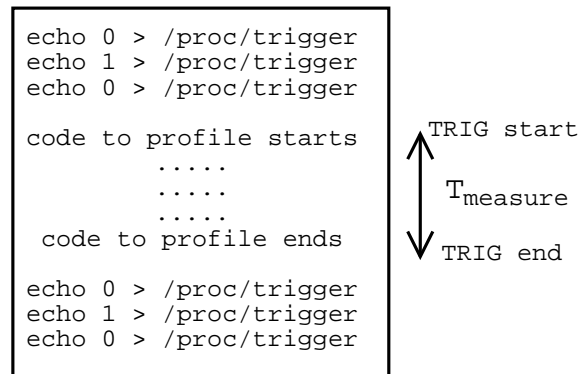 echo 0 > /proc/trigger
echo 1 > /proc/trigger
echo 0 > /proc/trigger
code to profile starts
.....
.....
.....
code to profile ends
echo 0 > /proc/trigger
echo 1 > /proc/trigger
echo 0 > /proc/trigger
TRIG start
Tmeasure
TRIG end